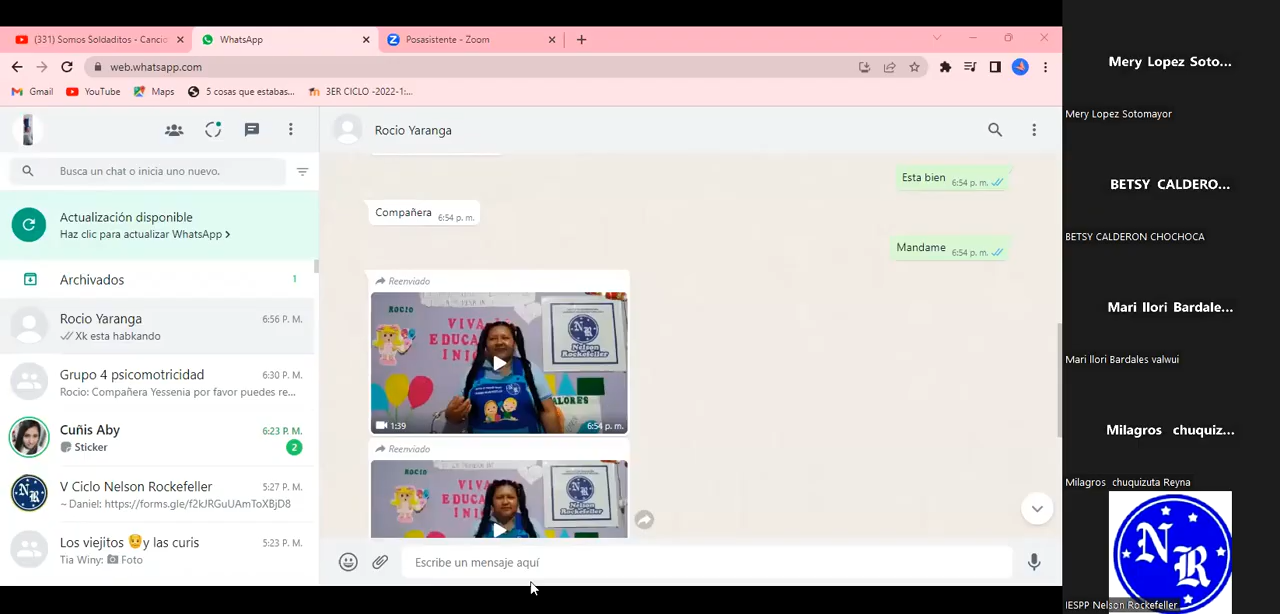 (331) Somos Soldaditos - Cancio
WhatsApp
Posasistente - Zoom
web.whatsapp.com
Gmail
YouTube
Maps
5 cosas que estabas...
3ER CICLO -2022-1:...
Rocio Yaranga
Busca un chat o inicia uno nuevo.
Actualización disponible
Haz clic para actualizar WhatsApp >
Archivados
1
Rocio Yaranga
6:56 P. M.
Xk esta habkando
Grupo 4 psicomotricidad
6:30 P. M.
Rocio: Compañera Yessenia por favor puedes re...
Cuñis Aby
6:23 P. M.
Sticker
2
V Ciclo Nelson Rockefeller
5:27 P. M.
~ Daniel: https://forms.gle/f2kJRGuUAmToXBjD8
Los viejitos 👴y las curis
5:23 P. M.
Tia Winy: Foto
Esta bien
6:54 p. m.
Compañera
6:54 p. m.
Mandame
6:54 p. m.
Reenviado
ROCIO
VIVA
EDUCA
INIC
NR
Nelson
Rockefeller
ALORES
1:39
6:54 p. m.
Reenviado
ROCIO
VIVA
EDUCA
INI
NR
Escribe un mensaje aquí
Mery Lopez Soto...
Mery Lopez Sotomayor
BETSY CALDERO...
BETSY CALDERON CHOCHOCA
Mari llori Bardale...
Mari llori Bardales valwui
Milagros chuquiz...
Milagros chuquizuta Reyna
NR
IESPP Nelson Rockefeller